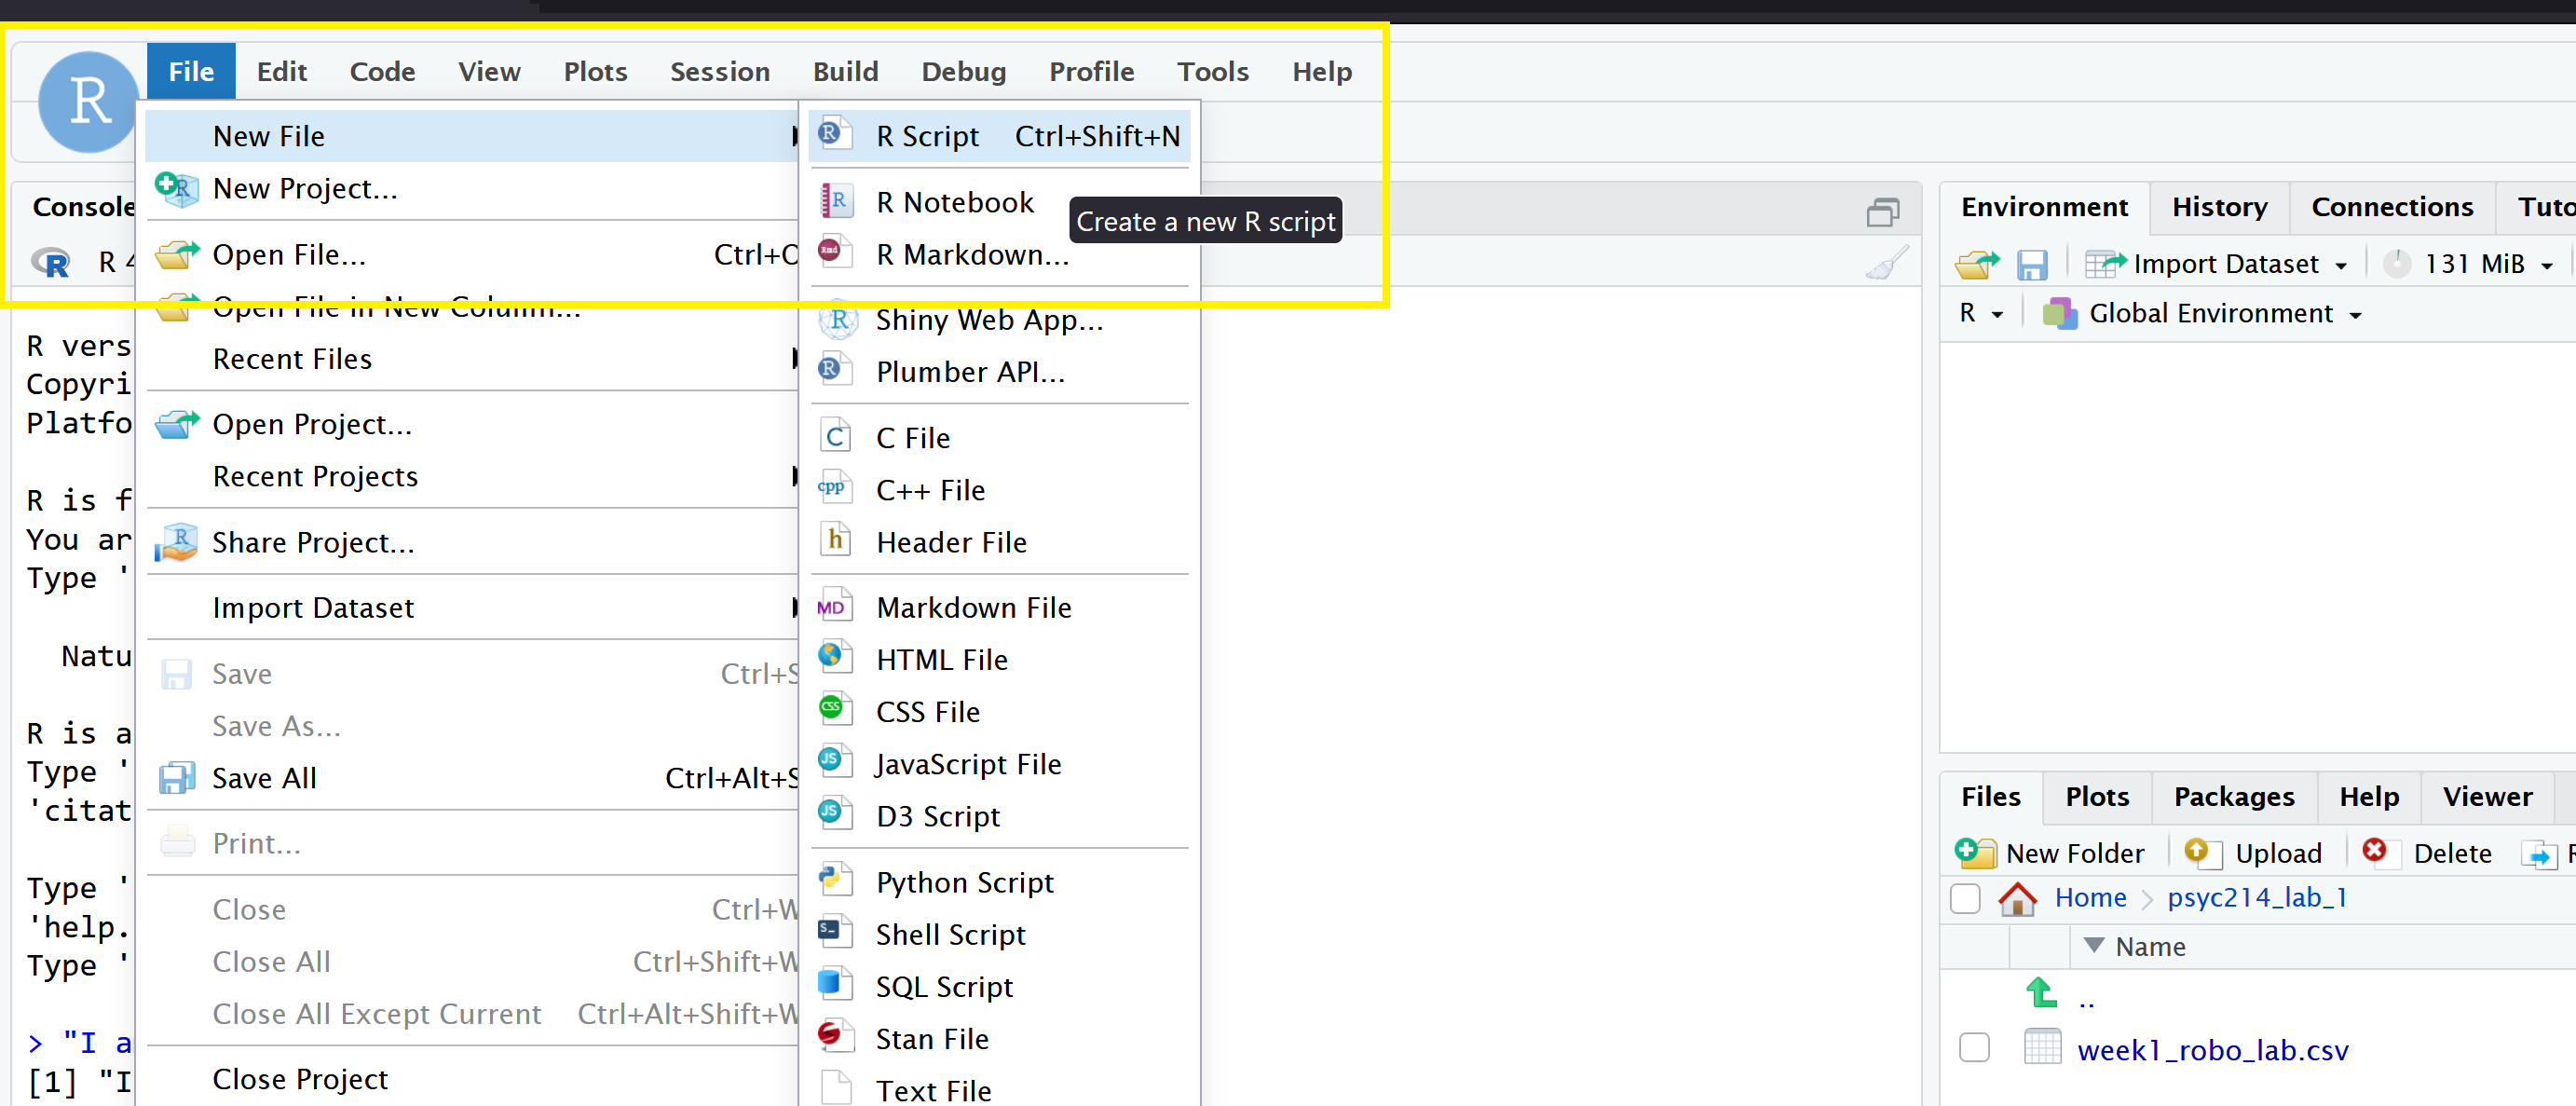 R
File Edit Code View Plots Session Build Debug Profile Tools Help
New File
New Project...
Open File... Ctrl+O
Open File in New Column...
Recent Files
Open Project...
Recent Projects
Share Project...
Import Dataset
Save Ctrl+S
Save As...
Save All Ctrl+Alt+S
Print...
Close Ctrl+W
Close All Ctrl+Shift+W
Close All Except Current Ctrl+Alt+Shift+W
Close Project
R Script Ctrl+Shift+N
R Notebook
R Markdown...
Create a new R script
Shiny Web App...
Plumber API...
C File
C++ File
Header File
Markdown File
HTML File
CSS File
JavaScript File
D3 Script
Python Script
Shell Script
SQL Script
Stan File
Text File
Console
R 4
R vers
Copyri
Platfo
R is f
You ar
Type '
Natu
R is a
Type '
'citat
Type '
'help.
Type '
> "I a
[1] "I
Environment History Connections Tuto
Import Dataset 131 MiB
R Global Environment
Files Plots Packages Help Viewer
New Folder Upload Delete R
Home psyc214_lab_1
Name
..
week1_robo_lab.csv